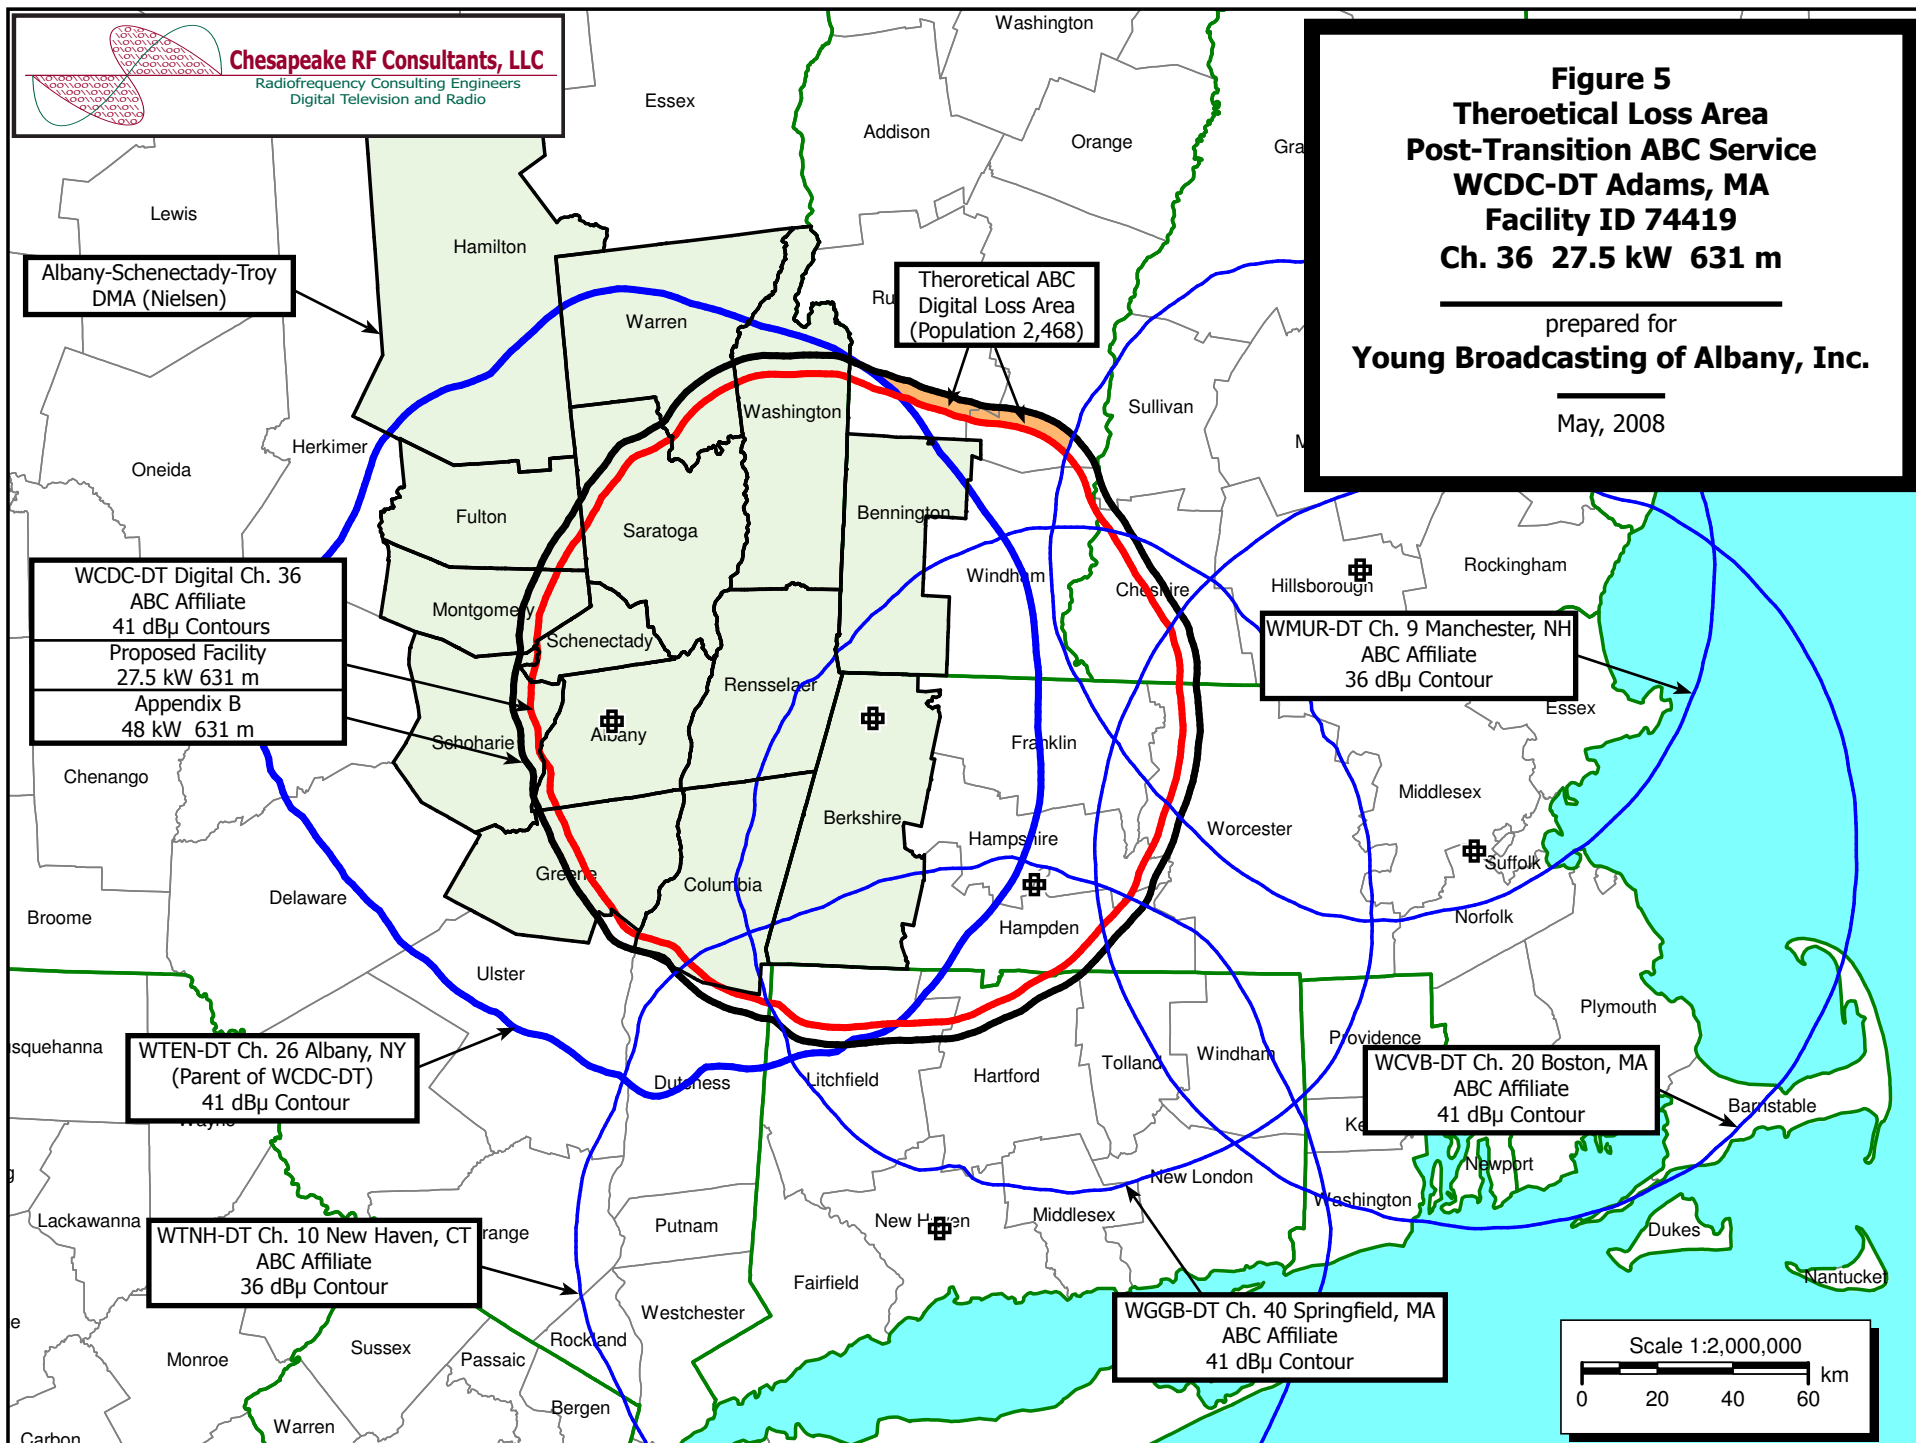 Chesapeake RF Consultants, LLC
Radiofrequency Consulting Engineers
Digital Television and Radio
Figure 5
Theroetical Loss Area
Post-Transition ABC Service
WCDC-DT Adams, MA
Facility ID 74419
Ch. 36 27.5 kW 631 m
prepared for
Young Broadcasting of Albany, Inc.
May, 2008
Washington
Essex
Addison
Orange
Gra
Lewis
Hamilton
Albany-Schenectady-Troy
DMA (Nielsen)
Theroretical ABC
Digital Loss Area
(Population 2,468)
Ru
Warren
Washington
Sullivan
M
Herkimer
Oneida
Fulton
Saratoga
Bennington
Windham
Cheshire
Hillsborough
Rockingham
WCDC-DT Digital Ch. 36
ABC Affiliate
41 dBµ Contours
Proposed Facility
27.5 kW 631 m
Appendix B
48 kW 631 m
Montgomery
Schenectady
Rensselaer
WMUR-DT Ch. 9 Manchester, NH
ABC Affiliate
36 dBµ Contour
Essex
Schoharie
Albany
Franklin
Chenango
Middlesex
Berkshire
Hampshire
Worcester
Suffolk
Greene
Columbia
Delaware
Broome
Hampden
Norfolk
Ulster
Plymouth
usquehanna
WTEN-DT Ch. 26 Albany, NY
(Parent of WCDC-DT)
41 dBµ Contour
Wayne
Dutchess
Litchfield
Hartford
Tolland
Windham
Providence
WCVB-DT Ch. 20 Boston, MA
ABC Affiliate
41 dBµ Contour
Ke
Barnstable
Newport
New London
Washington
Lackawanna
WTNH-DT Ch. 10 New Haven, CT
ABC Affiliate
36 dBµ Contour
range
Putnam
New Haven
Middlesex
Dukes
Nantucket
Fairfield
Westchester
WGGB-DT Ch. 40 Springfield, MA
ABC Affiliate
41 dBµ Contour
e
Monroe
Sussex
Passaic
Rockland
Bergen
Warren
Carbon
Scale 1:2,000,000
km
0 20 40 60